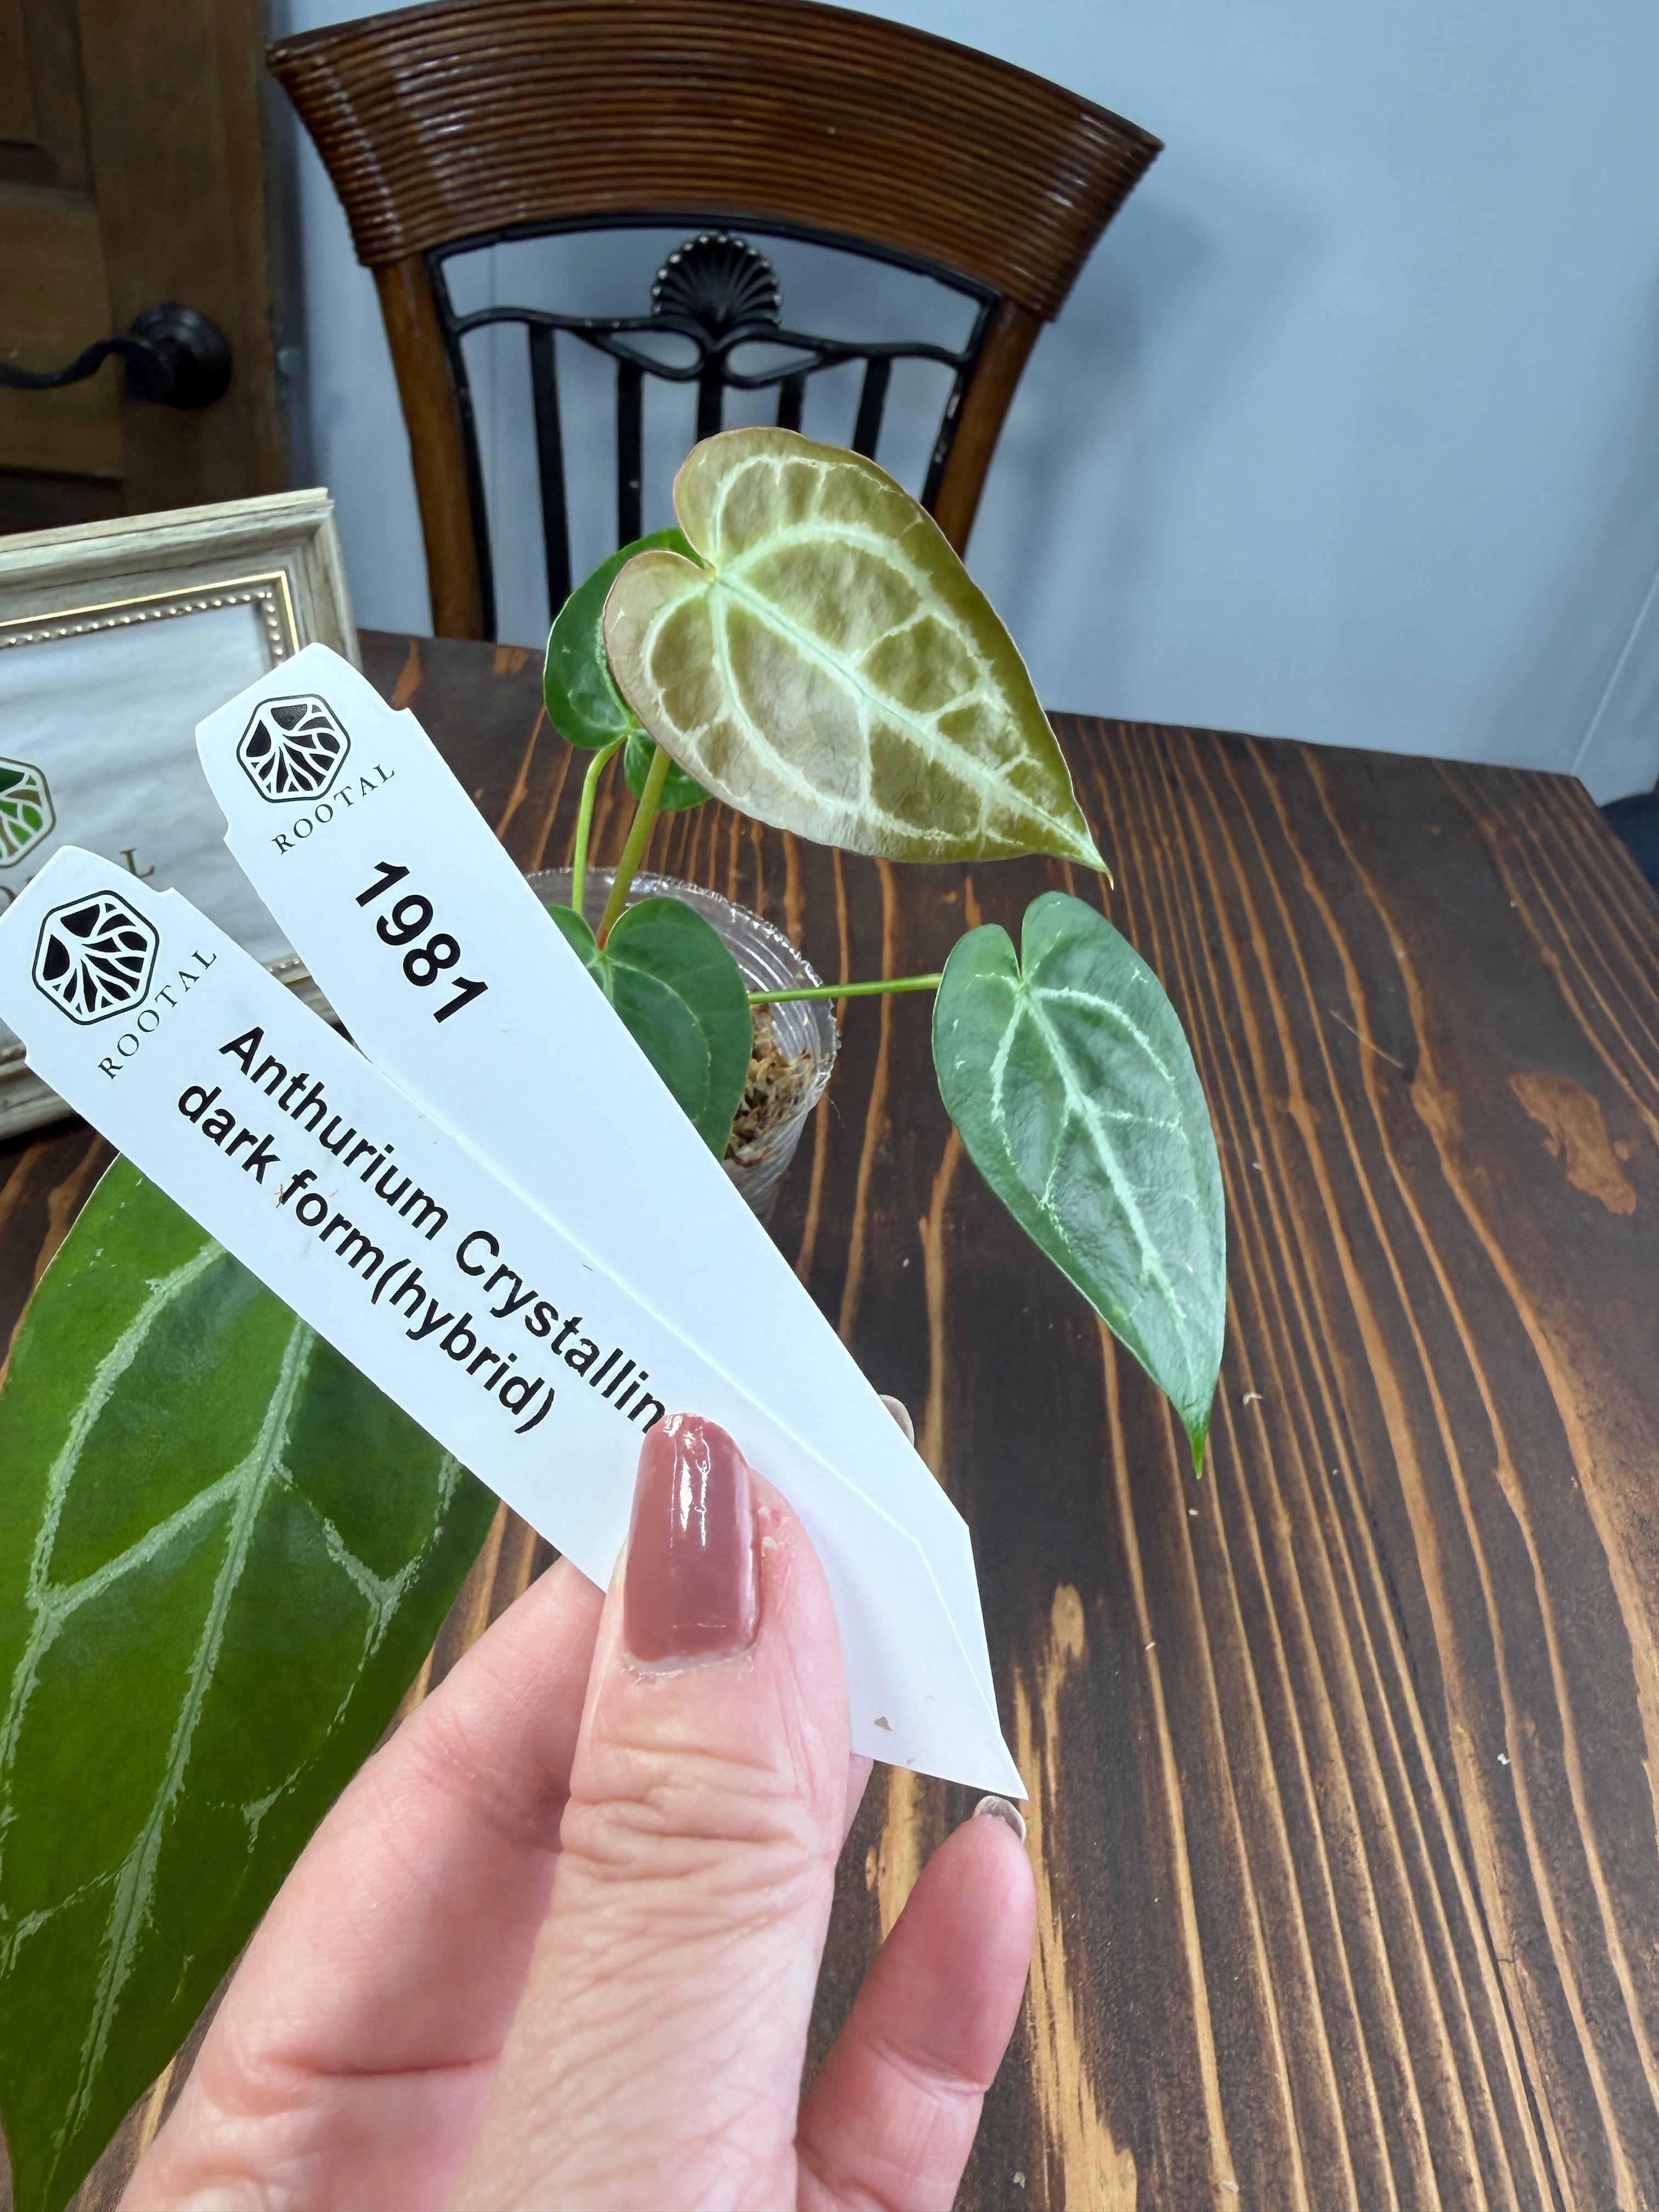 ROOTAL
1981
ROOTAL
Anthurium Crystallin
dark form(hybrid)